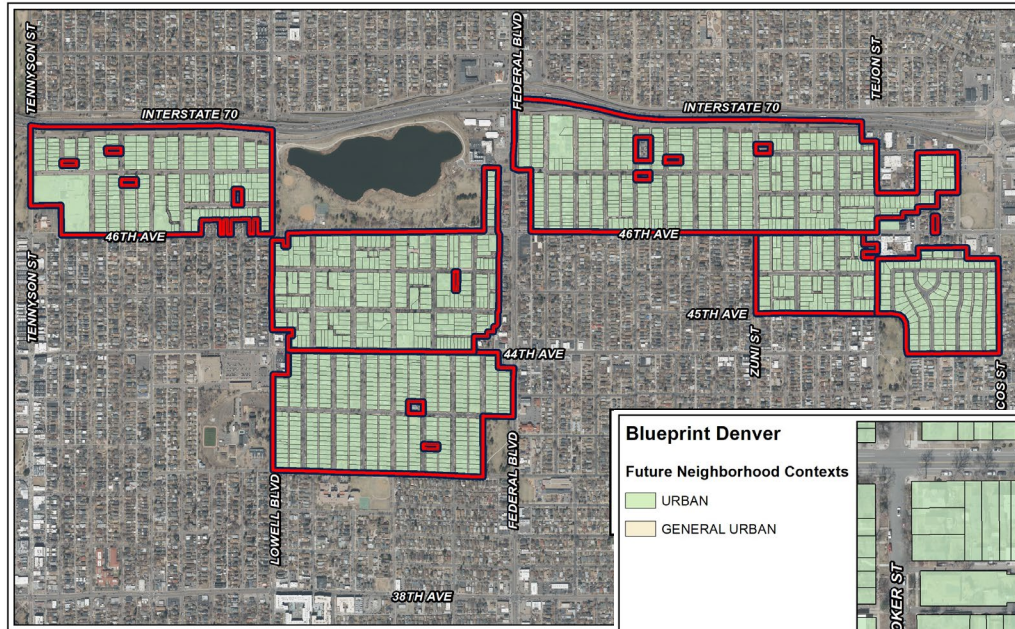 TENNYSON ST
FEDERAL BLVD
TEJON ST
INTERSTATE 70
INTERSTATE 70
46TH AVE
46TH AVE
TENNYSON ST
45TH AVE
ZUNI ST
44TH AVE
COS ST
LOWELL BLVD
FEDERAL BLVD
38TH AVE
Blueprint Denver
Future Neighborhood Contexts
URBAN
GENERAL URBAN
OKER ST